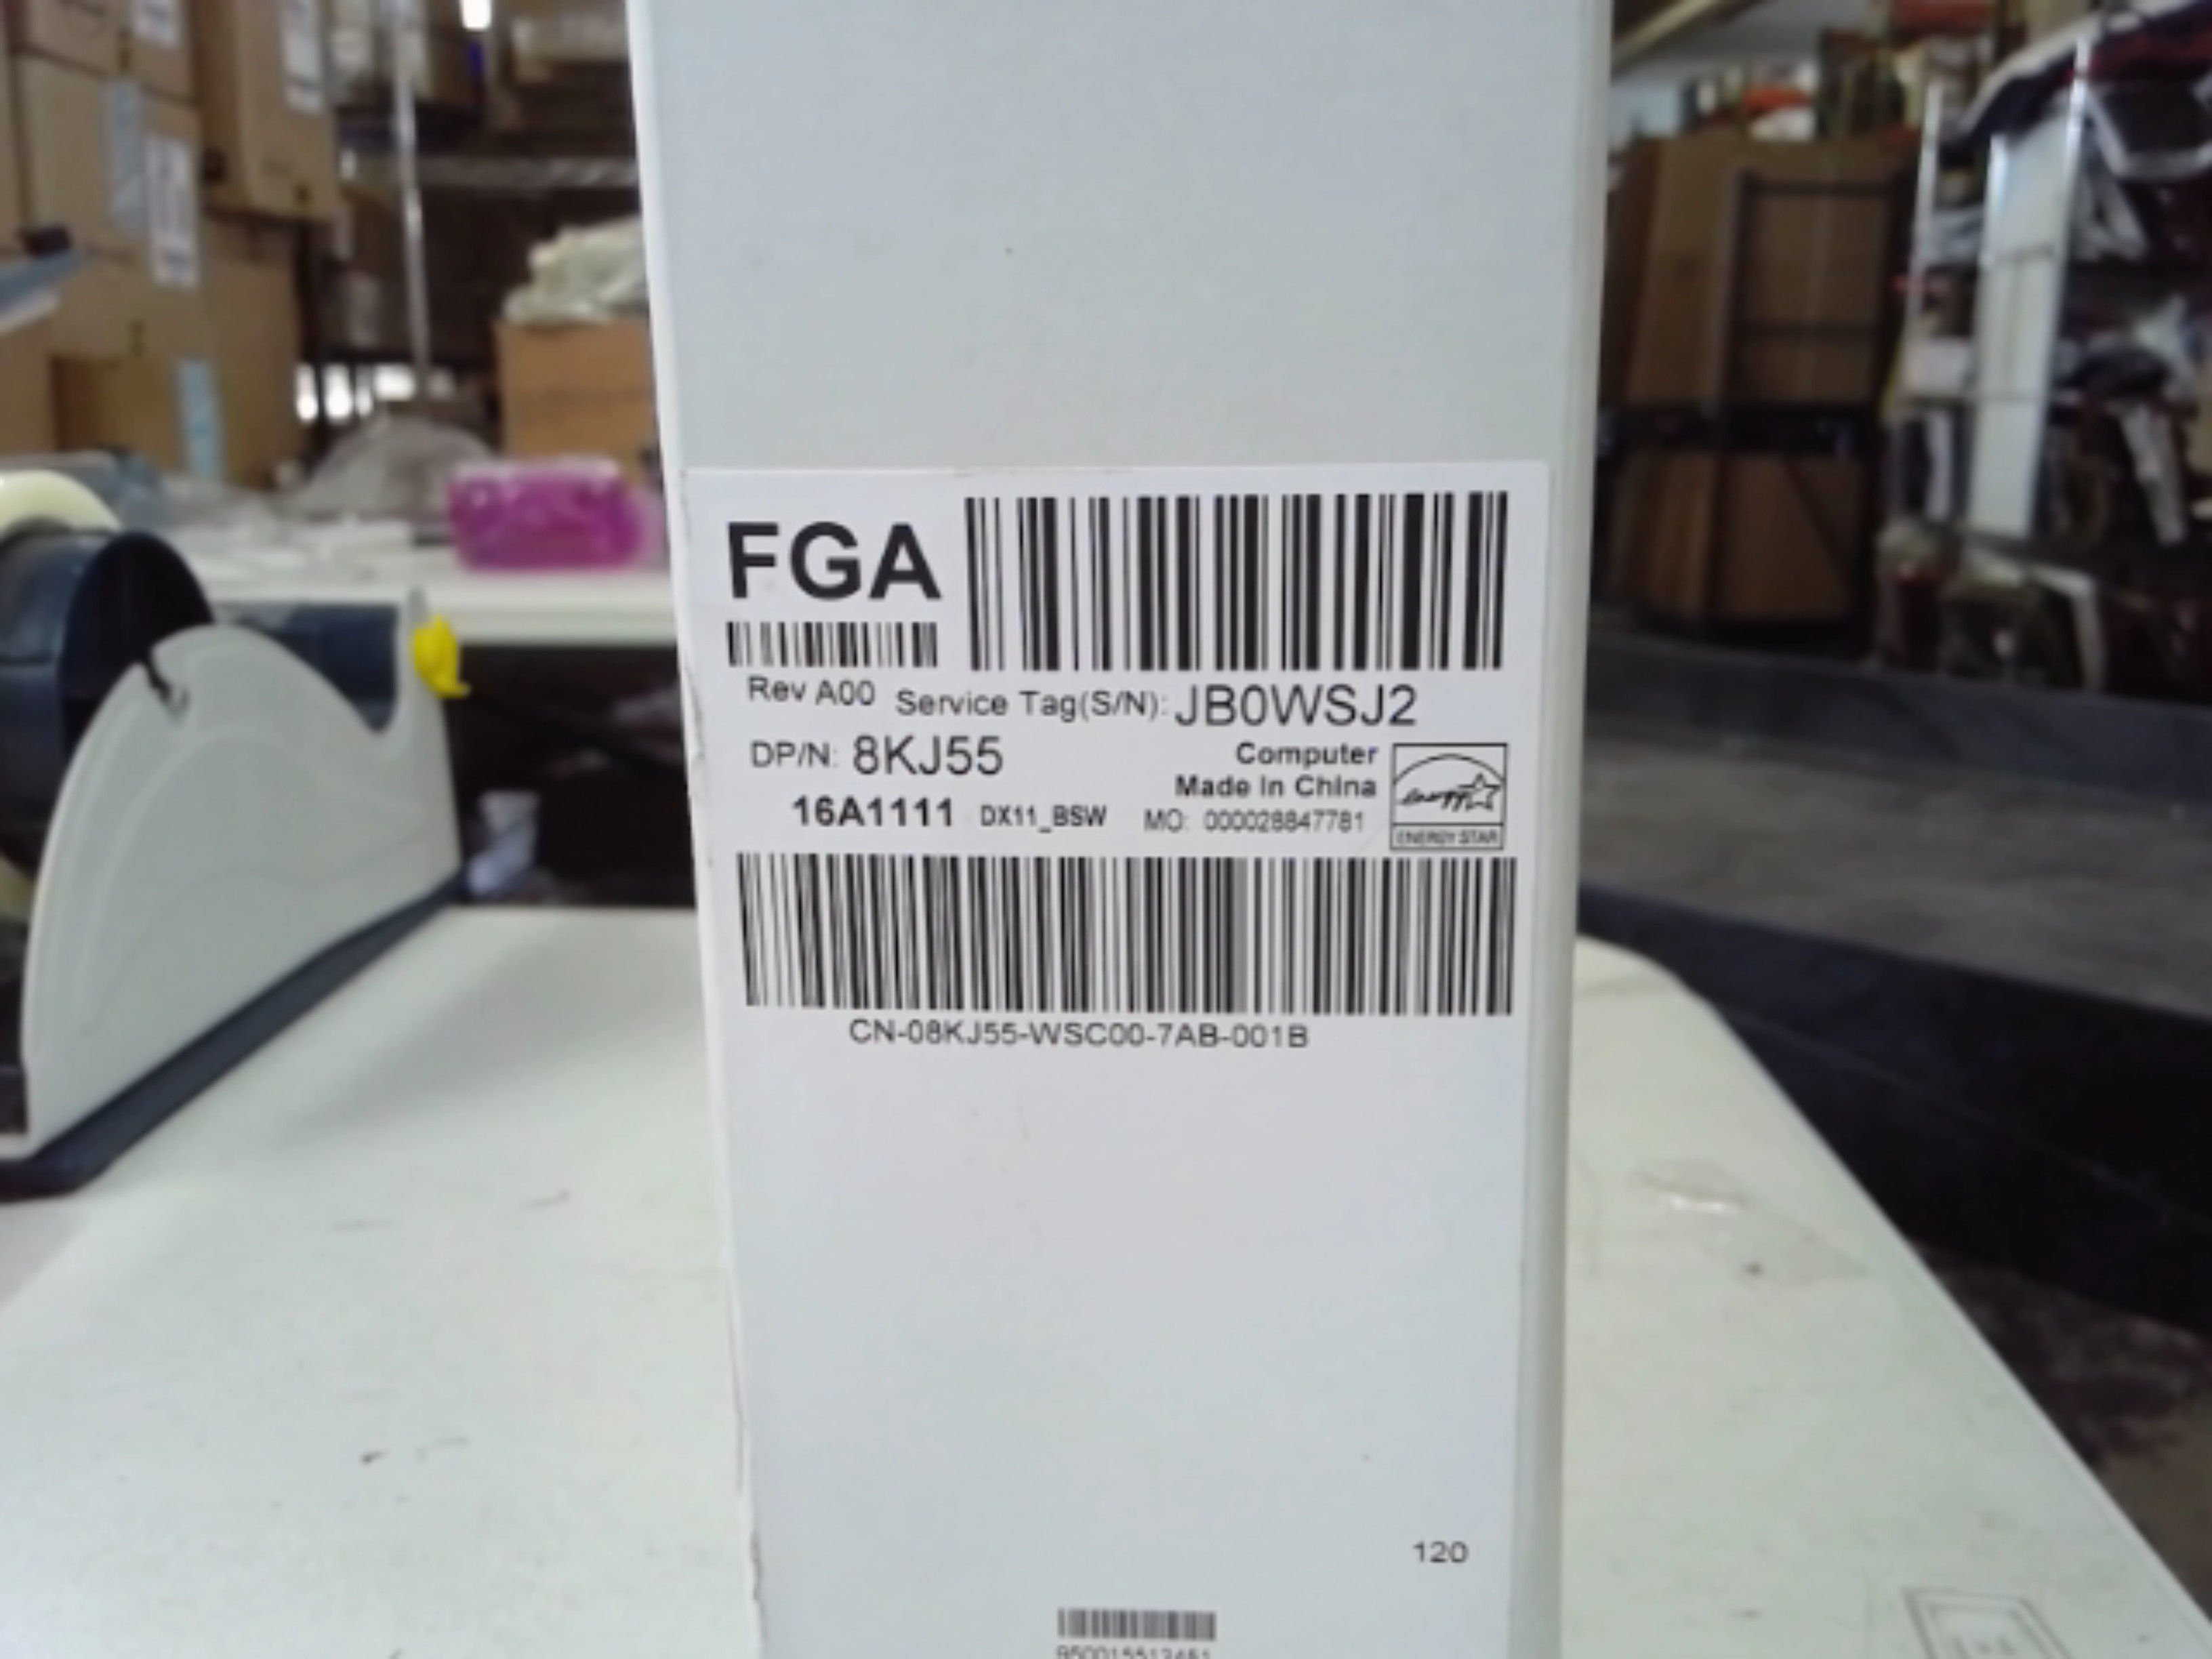 FGA
Rev A00 Service Tag(S/N): JB0WSJ2
DP/N: 8KJ55
Computer
Made In China
16A1111 DX11_BSW MO: 000028847781
energy
ENERGY STAR
CN-08KJ55-WSC00-7AB-001B
120